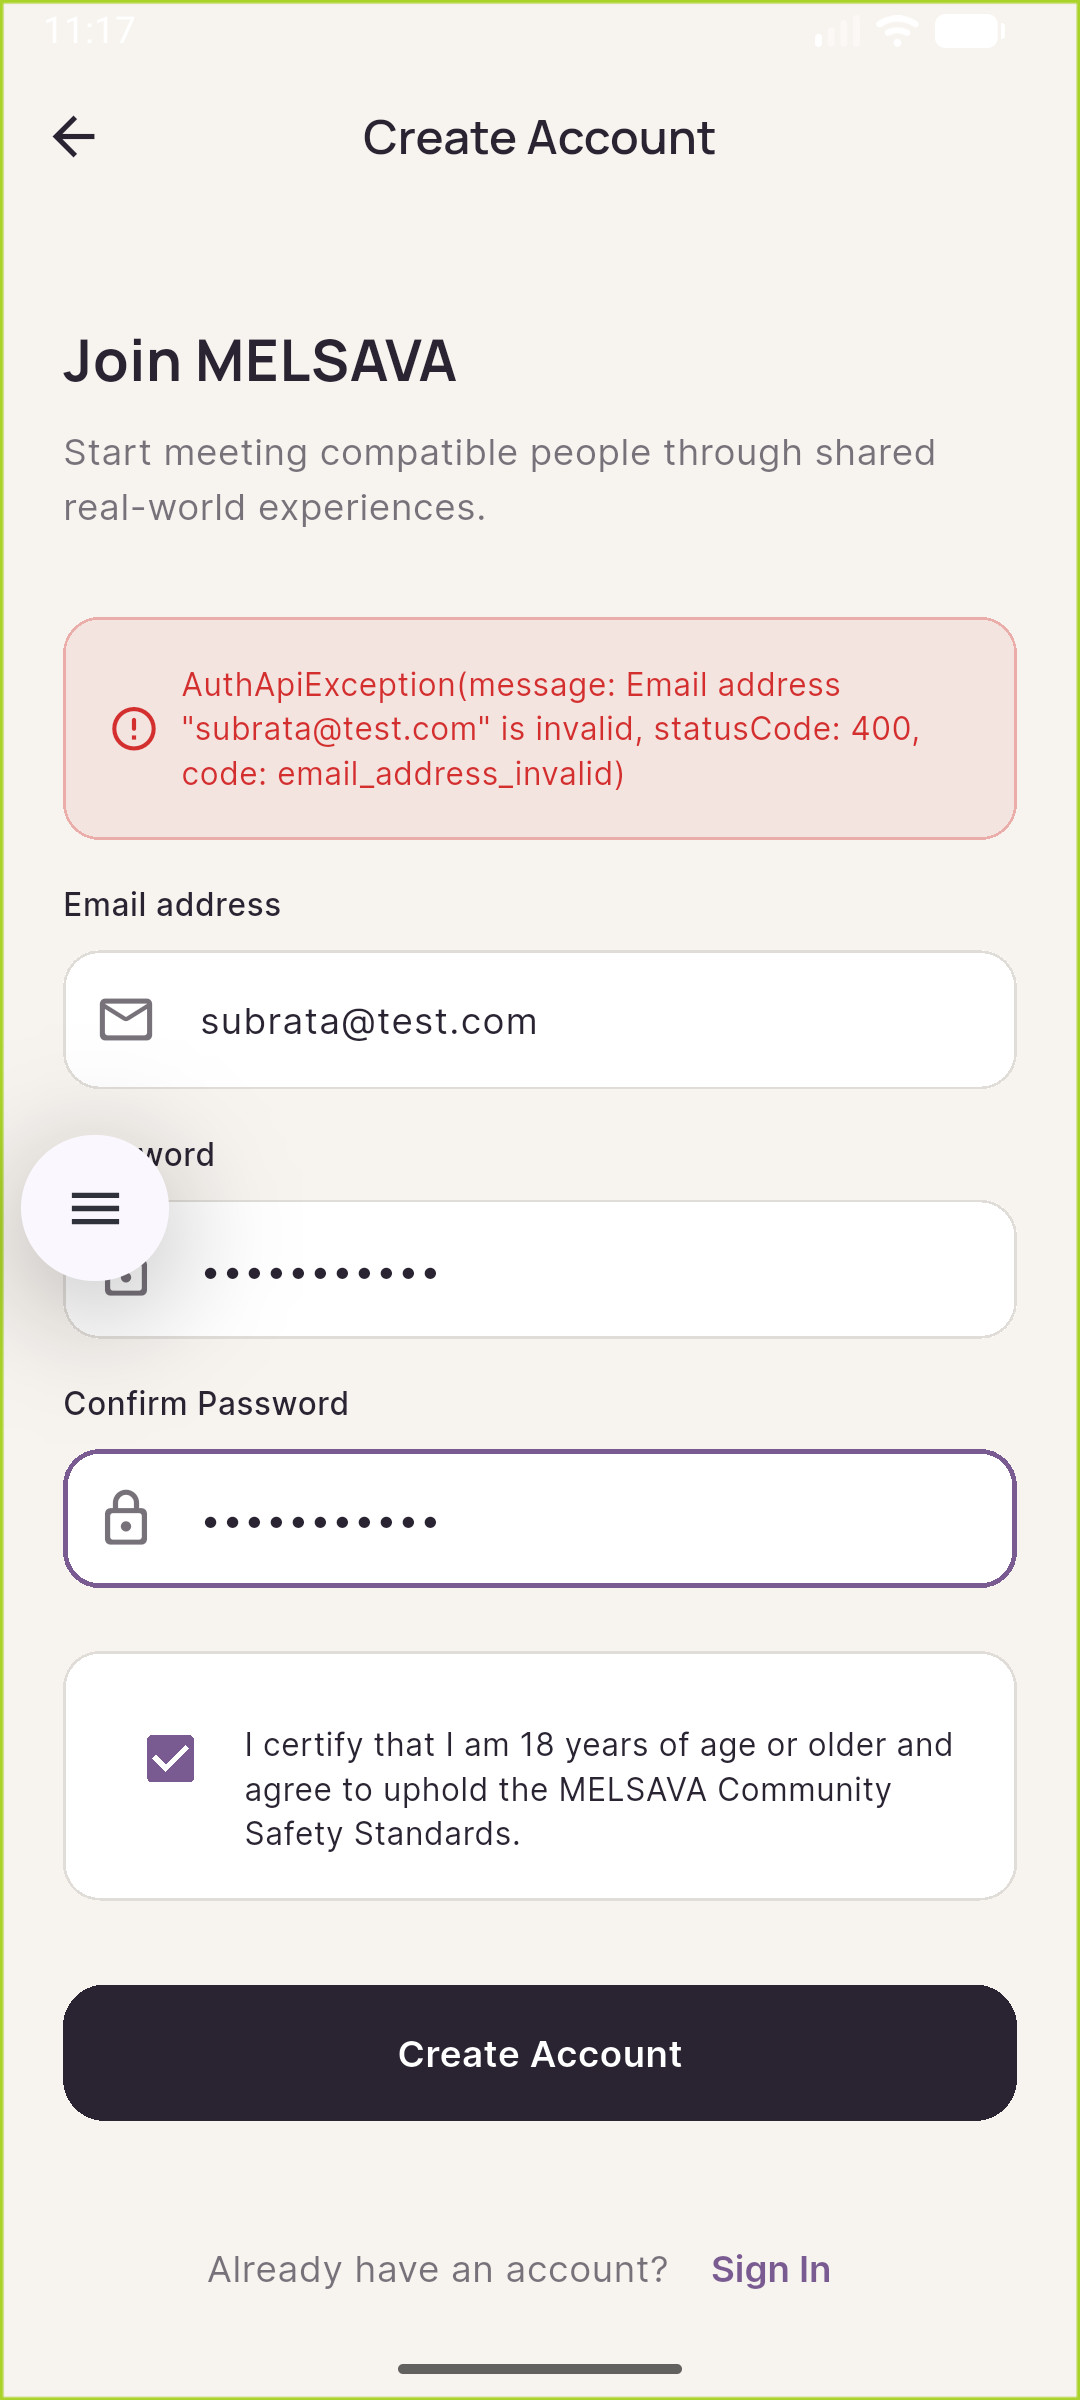 11:17
Create Account
Join MELSAVA
Start meeting compatible people through shared
real-world experiences.
AuthApiException(message: Email address
"subrata@test.com" is invalid, statusCode: 400,
code: email_address_invalid)
Email address
subrata@test.com
word
Confirm Password
I certify that I am 18 years of age or older and
agree to uphold the MELSAVA Community
Safety Standards.
Create Account
Already have an account? Sign In